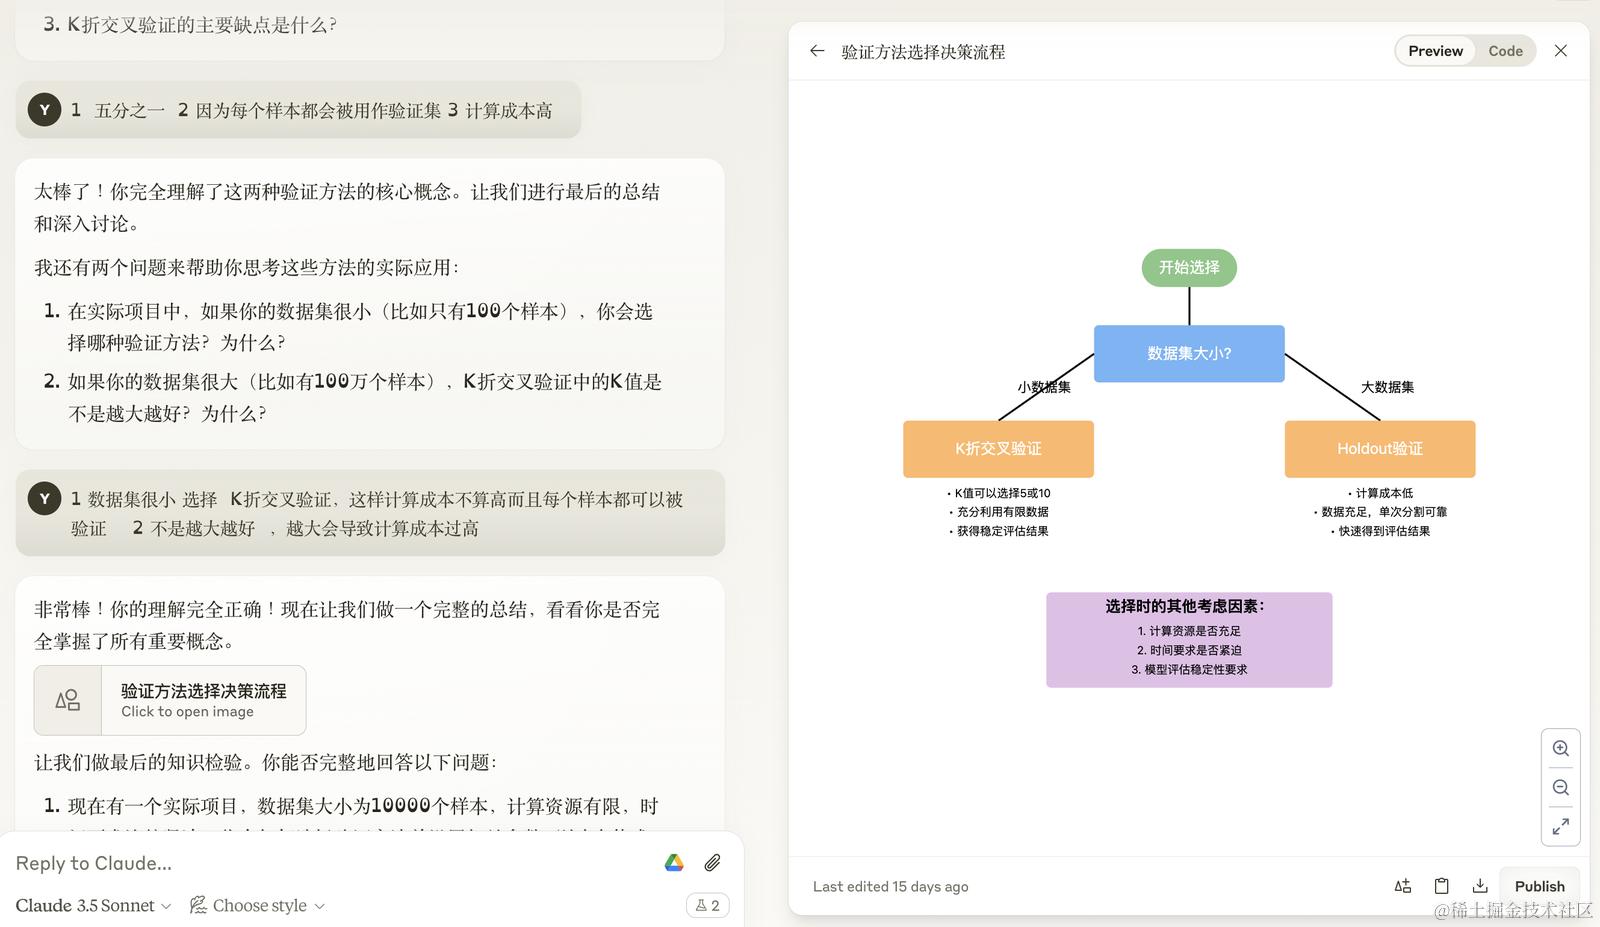 3. K折交叉验证的主要缺点是什么?
Y 1 五分之一 2 因为每个样本都会被用作验证集 3 计算成本高
太棒了！你完全理解了这两种验证方法的核心概念。让我们进行最后的总结
和深入讨论。
我还有两个问题来帮助你思考这些方法的实际应用:
1. 在实际项目中，如果你的数据集很小（比如只有100个样本），你会选
择哪种验证方法? 为什么?
2. 如果你的数据集很大（比如有100万个样本），K折交叉验证中的K值是
不是越大越好? 为什么?
Y 1 数据集很小 选择 K折交叉验证，这样计算成本不算高而且每个样本都可以被
验证 2 不是越大越好 ，越大会导致计算成本过高
非常棒！你的理解完全正确！现在让我们做一个完整的总结，看看你是否完
全掌握了所有重要概念。
验证方法选择决策流程
Click to open image
让我们做最后的知识检验。你能否完整地回答以下问题:
1. 现在有一个实际项目，数据集大小为10000个样本，计算资源有限，时
Reply to Claude...
Claude 3.5 Sonnet
Choose style
2
验证方法选择决策流程
Preview
Code
开始选择
数据集大小?
小数据集
大数据集
K折交叉验证
Holdout验证
• K值可以选择5或10
• 充分利用有限数据
• 获得稳定评估结果
• 计算成本低
• 数据充足，单次分割可靠
• 快速得到评估结果
选择时的其他考虑因素：
1. 计算资源是否充足
2. 时间要求是否紧迫
3. 模型评估稳定性要求
Last edited 15 days ago
Publish
@稀土掘金技术社区